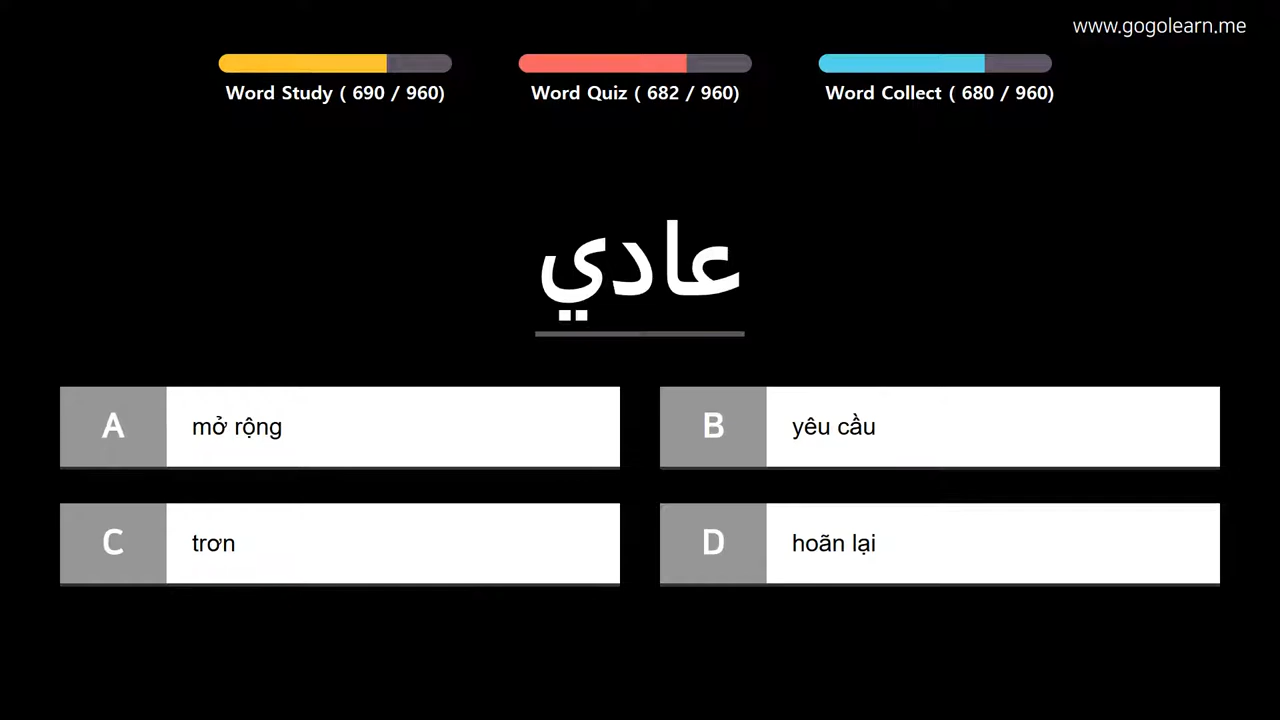 www.gogolearn.me
Word Study ( 690 / 960)
Word Quiz ( 682 / 960)
Word Collect ( 680 / 960)
عادي
A mở rộng
B yêu cầu
C trơn
D hoãn lại